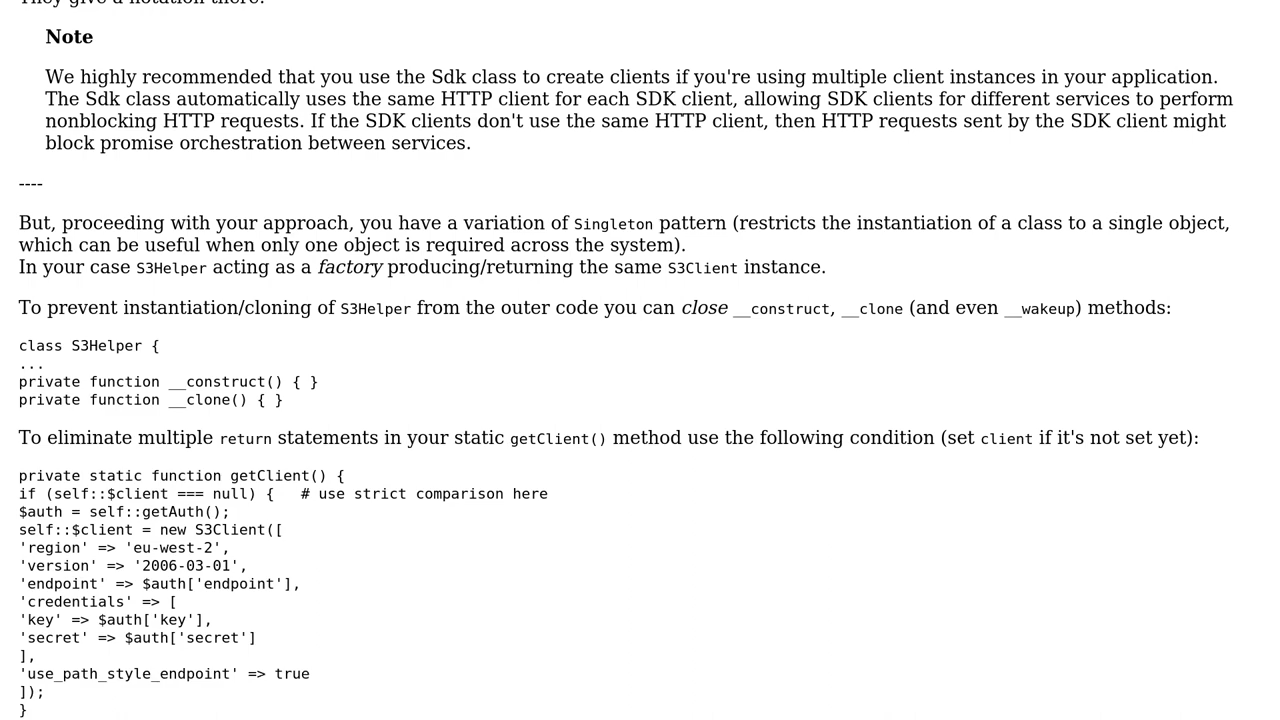 They give a notation there:
Note
We highly recommended that you use the Sdk class to create clients if you're using multiple client instances in your application.
The Sdk class automatically uses the same HTTP client for each SDK client, allowing SDK clients for different services to perform
nonblocking HTTP requests. If the SDK clients don't use the same HTTP client, then HTTP requests sent by the SDK client might
block promise orchestration between services.
----
But, proceeding with your approach, you have a variation of Singleton pattern (restricts the instantiation of a class to a single object,
which can be useful when only one object is required across the system).
In your case S3Helper acting as a factory producing/returning the same S3Client instance.
To prevent instantiation/cloning of S3Helper from the outer code you can close __construct, __clone (and even __wakeup) methods:
class S3Helper {
...
private function __construct() { }
private function __clone() { }
To eliminate multiple return statements in your static getClient() method use the following condition (set client if it's not set yet):
private static function getClient() {
if (self::$client === null) {   # use strict comparison here
$auth = self::getAuth();
self::$client = new S3Client([
'region' => 'eu-west-2',
'version' => '2006-03-01',
'endpoint' => $auth['endpoint'],
'credentials' => [
'key' => $auth['key'],
'secret' => $auth['secret']
],
'use_path_style_endpoint' => true
]);
}